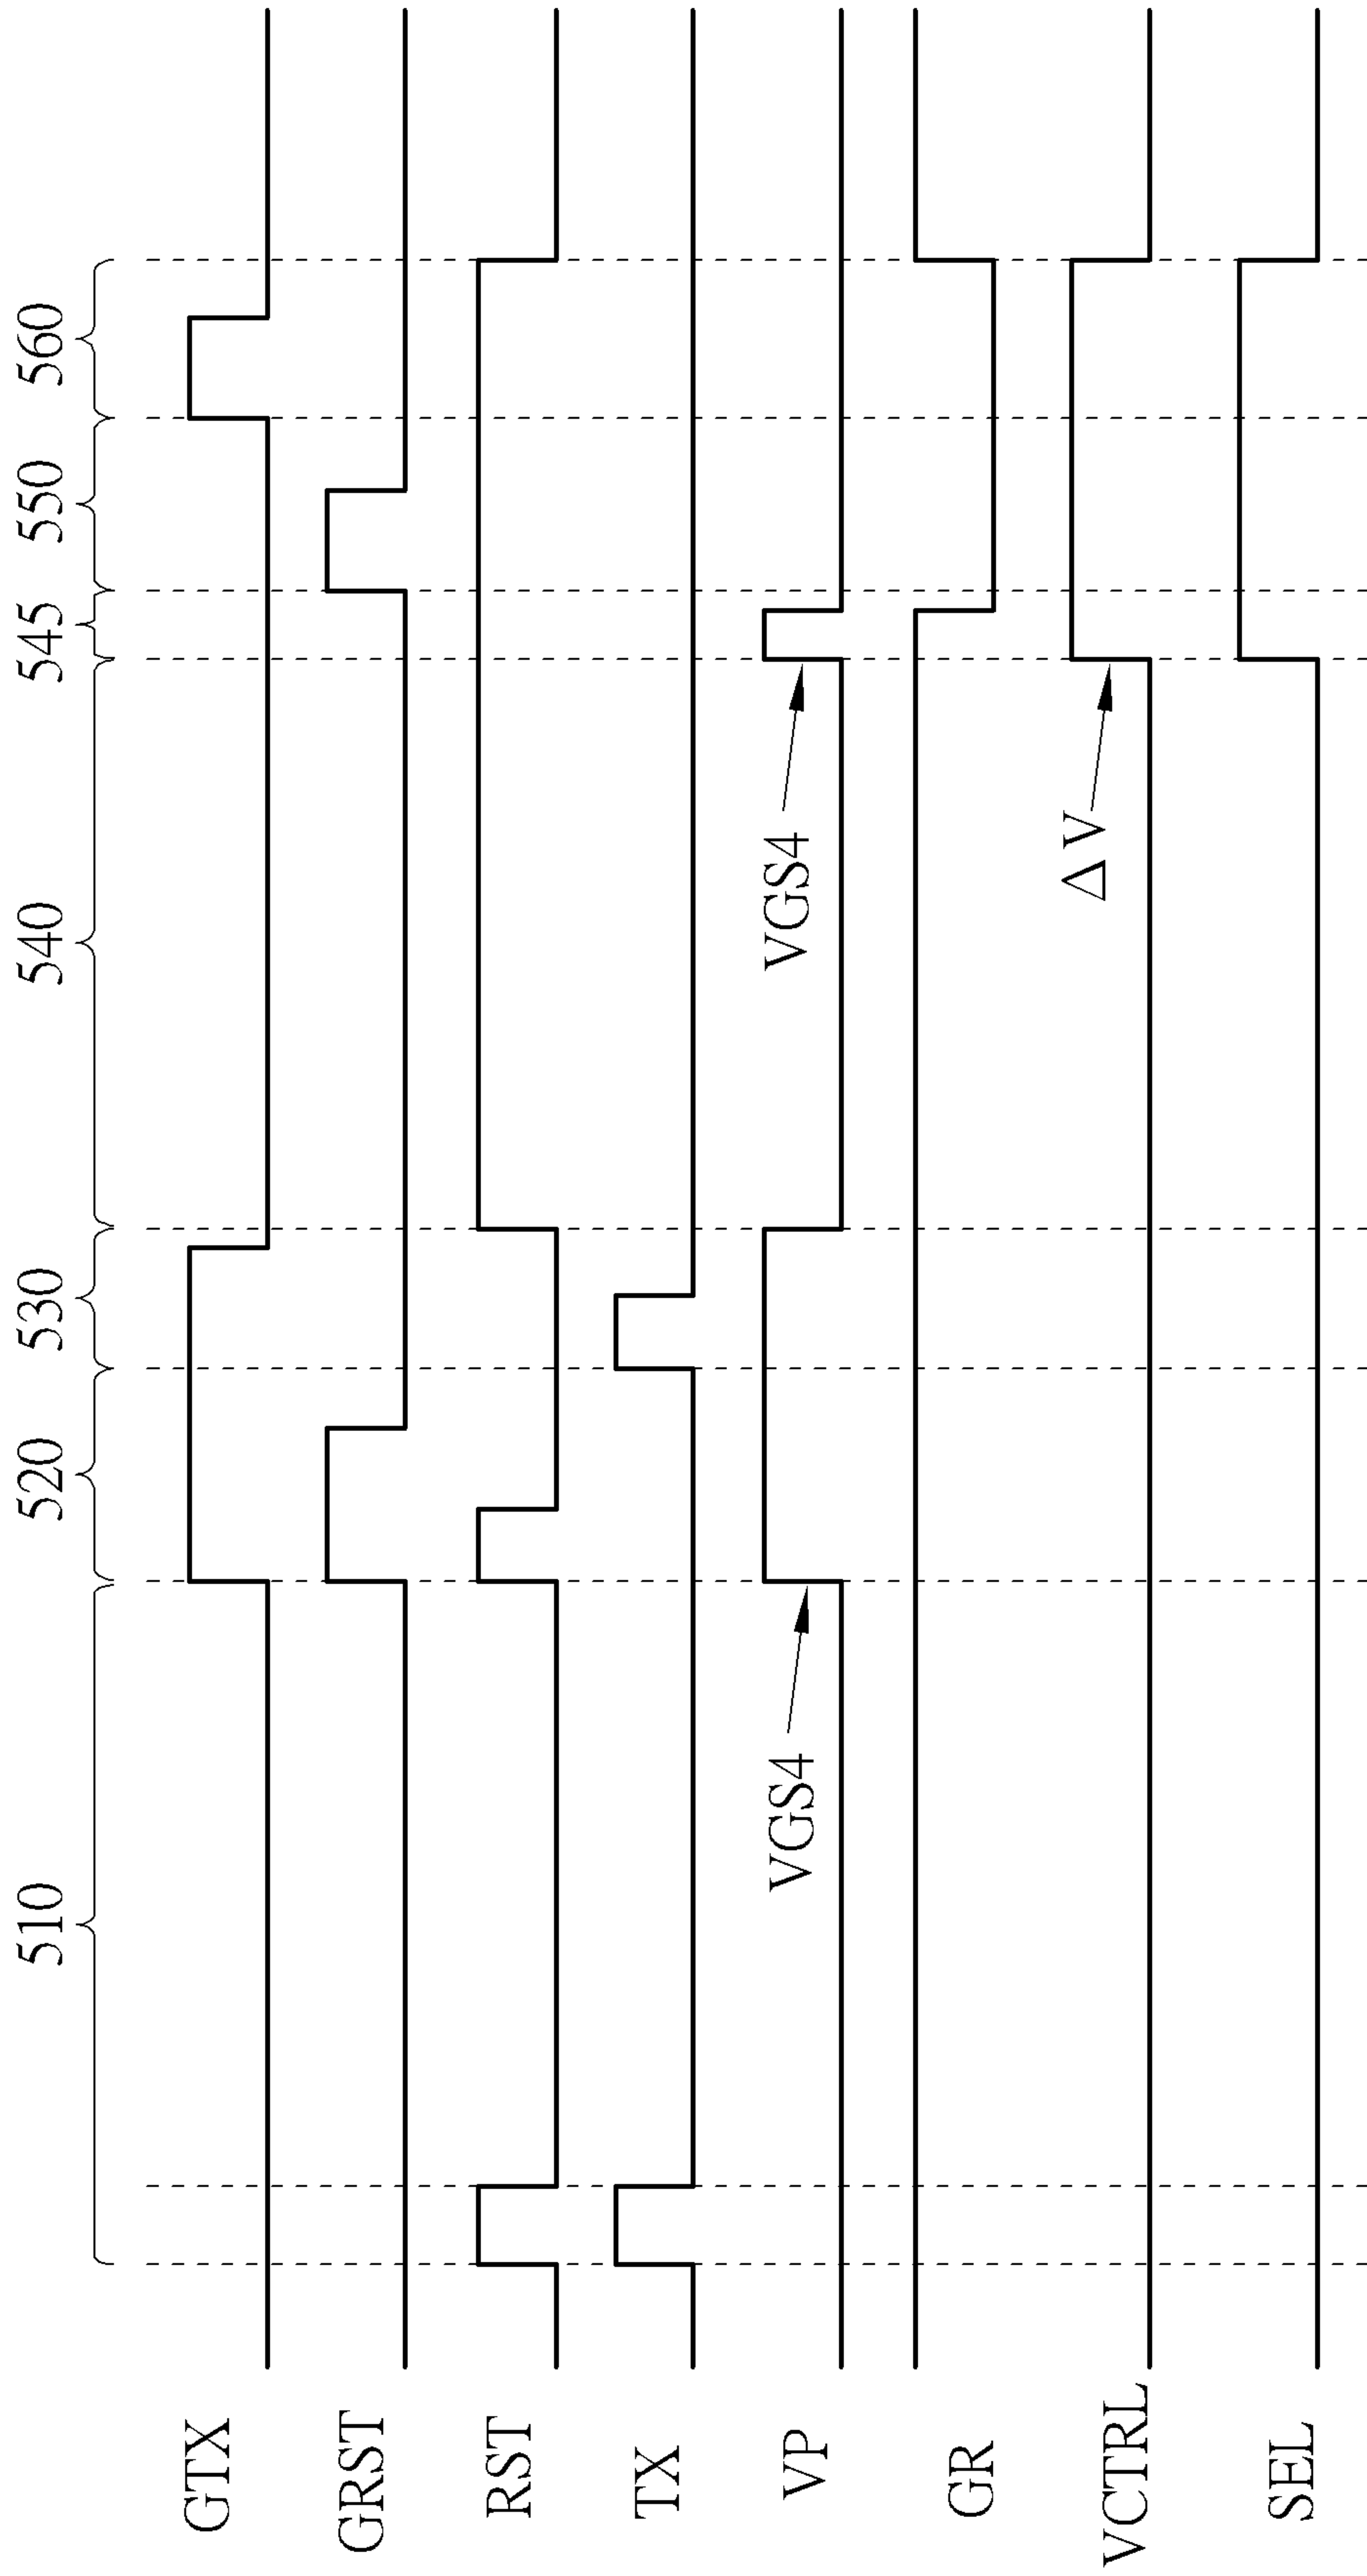 510
520
530
540
545
550
560
GTX
GRST
RST
TX
VP
VGS4
VGS4
GR
VCTRL
ΔV
SEL